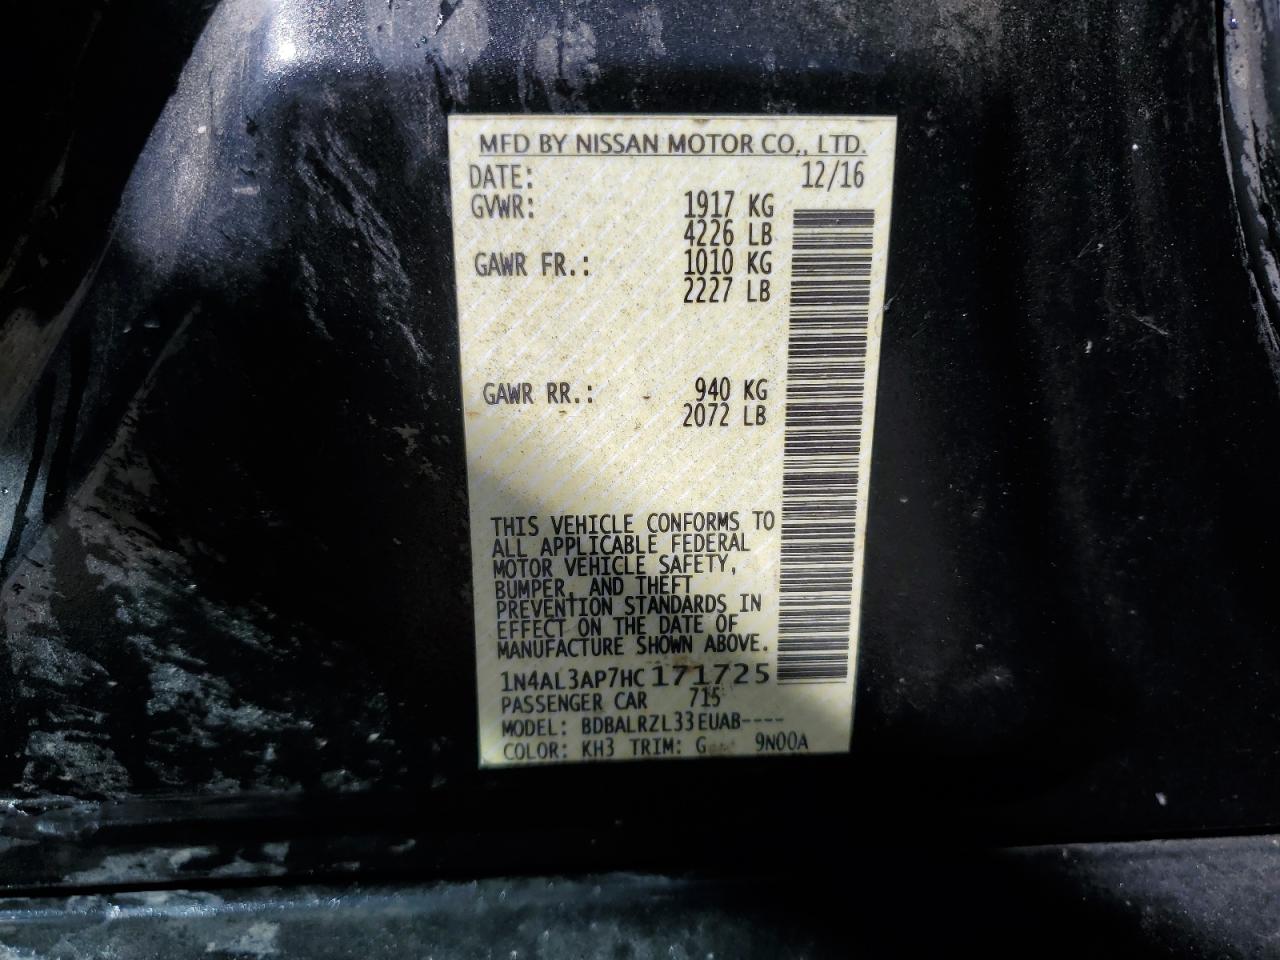 MFD BY NISSAN MOTOR CO., LTD.
DATE: 12/16
GVWR: 1917 KG
4226 LB
GAWR FR.: 1010 KG
2227 LB
GAWR RR.: 940 KG
2072 LB
THIS VEHICLE CONFORMS TO
ALL APPLICABLE FEDERAL
MOTOR VEHICLE SAFETY,
BUMPER, AND THEFT
PREVENTION STANDARDS IN
EFFECT ON THE DATE OF
MANUFACTURE SHOWN ABOVE.
1N4AL3AP7HC171725
PASSENGER CAR 715
MODEL: BDBALRZL33EUAB----
COLOR: KH3 TRIM: G 9N00A